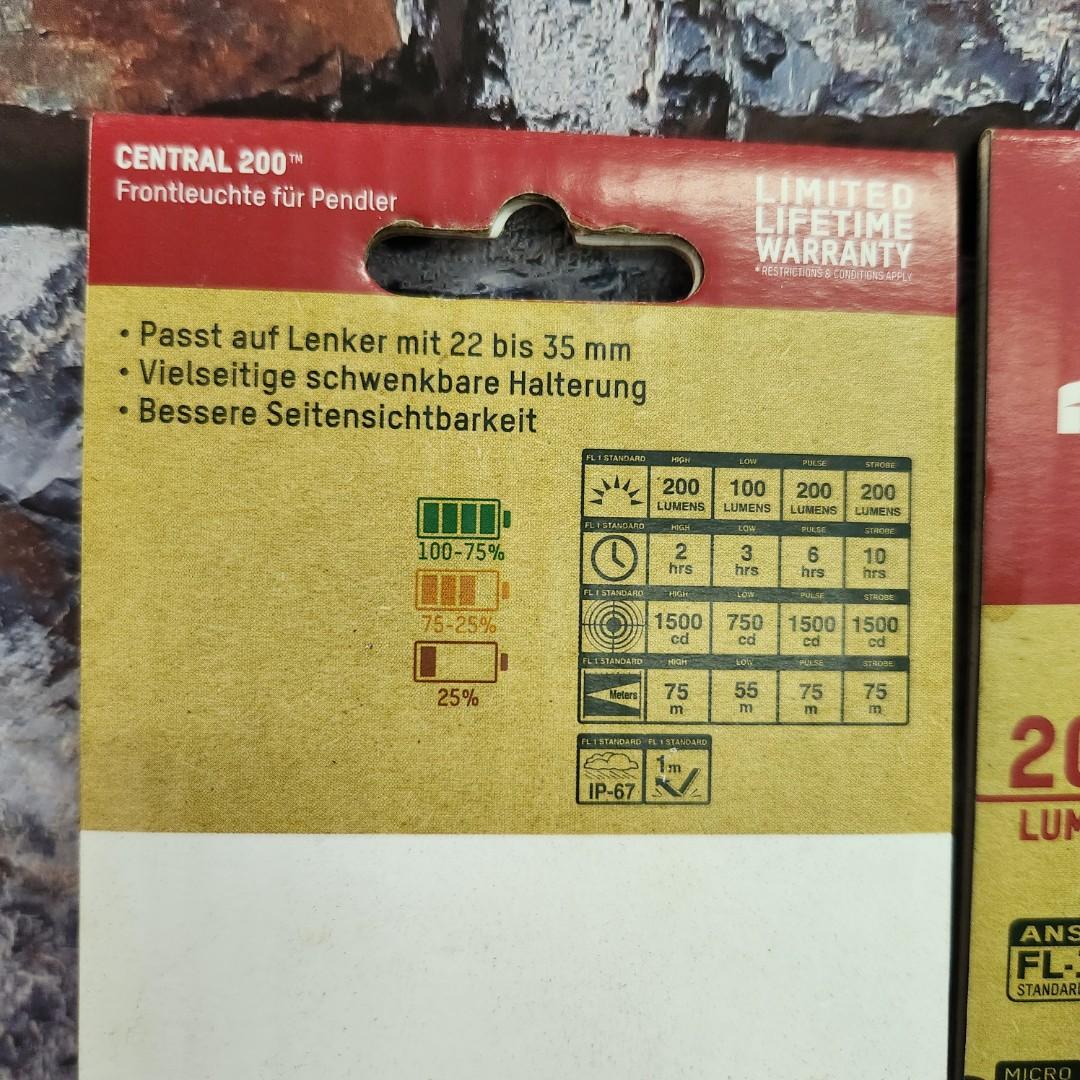 CENTRAL 200™
Frontleuchte für Pendler
LIMITED
LIFETIME
WARRANTY
*RESTRICTIONS & CONDITIONS APPLY
• Passt auf Lenker mit 22 bis 35 mm
• Vielseitige schwenkbare Halterung
• Bessere Seitensichtbarkeit
100-75%
75-25%
25%
FL 1 STANDARD HIGH LOW PULSE STROBE
200 100 200 200
LUMENS LUMENS LUMENS LUMENS
FL 1 STANDARD HIGH LOW PULSE STROBE
2 3 6 10
hrs hrs hrs hrs
FL 1 STANDARD HIGH LOW PULSE STROBE
1500 750 1500 1500
cd cd cd cd
FL 1 STANDARD HIGH LOW PULSE STROBE
Meters 75 55 75 75
m m m m
FL 1 STANDARD FL 1 STANDARD
1m
IP-67
20
LUM
ANS
FL-
STANDAR
MICRO